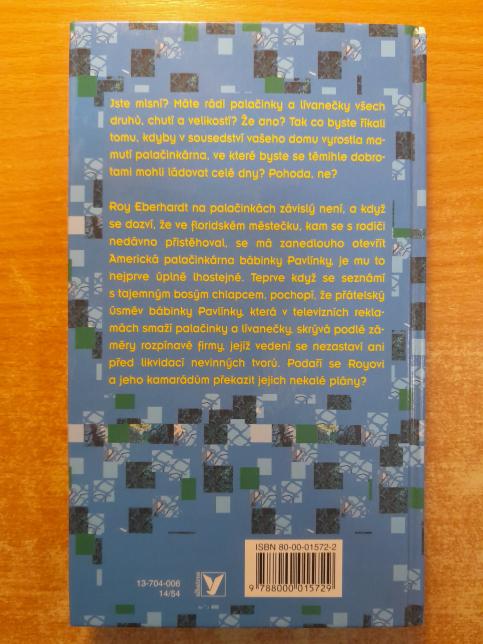 Jste mlsní? Máte rádi palačinky a lívanečky všech
druhů, chutí a velikostí? Že ano? Tak co byste říkali
tomu, kdyby v sousedství vašeho domu vyrostla ma-
mutí palačinkárna, ve které byste se těmihle dobro-
tami mohli ládovat celé dny? Pohoda, ne?
Roy Eberhardt na palačinkách závislý není, a když
se dozví, že ve floridském městečku, kam se s rodiči
nedávno přistěhoval, se má zanedlouho otevřít
Americká palačinkárna bábinky Pavlínky, je mu to
nejprve úplně lhostejné. Teprve když se seznámí
s tajemným bosým chlapcem, pochopí, že přátelský
úsměv bábinky Pavlínky, která v televizních rekla-
mách smaží palačinky a lívanečky, skrývá podlé zá-
měry rozpínavé firmy, jejíž vedení se nezastaví ani
před likvidací nevinných tvorů. Podaří se Royovi
a jeho kamarádům překazit jejich nekalé plány?
ISBN 80-00-01572-2
13-704-006
14/54
albatros
9 788000 015729